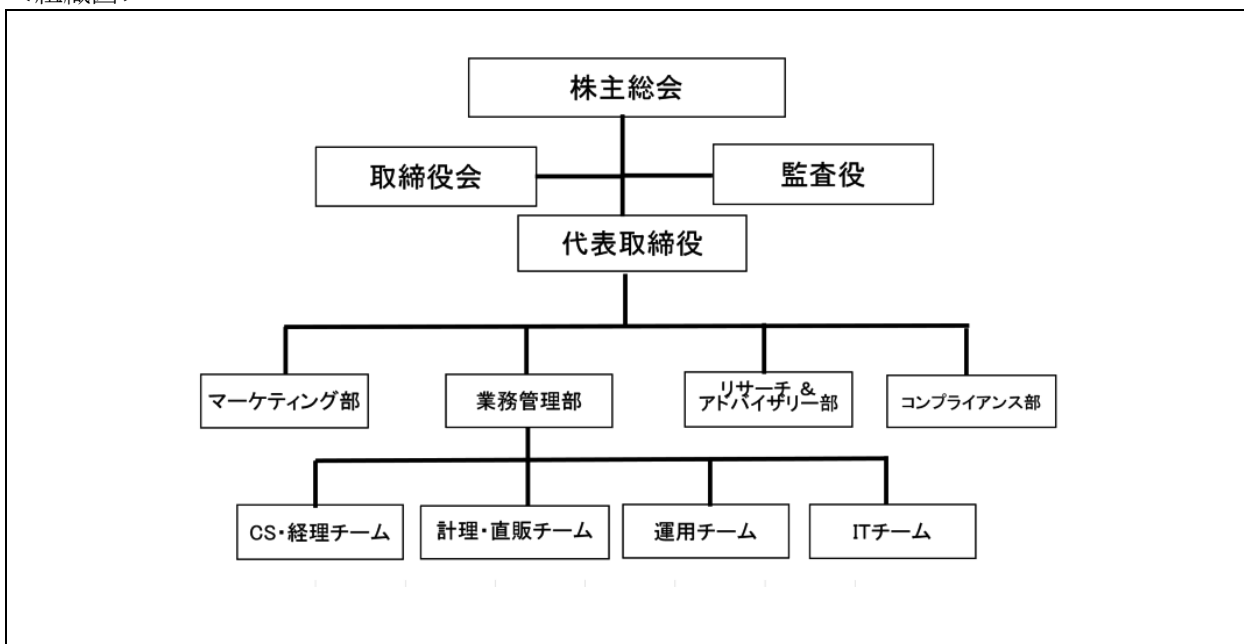 <組織図>
株主総会
取締役会
監査役
代表取締役
マーケティング部
業務管理部
リサーチ &
アドバイザリー部
コンプライアンス部
CS・経理チーム
計理・直販チーム
運用チーム
ITチーム